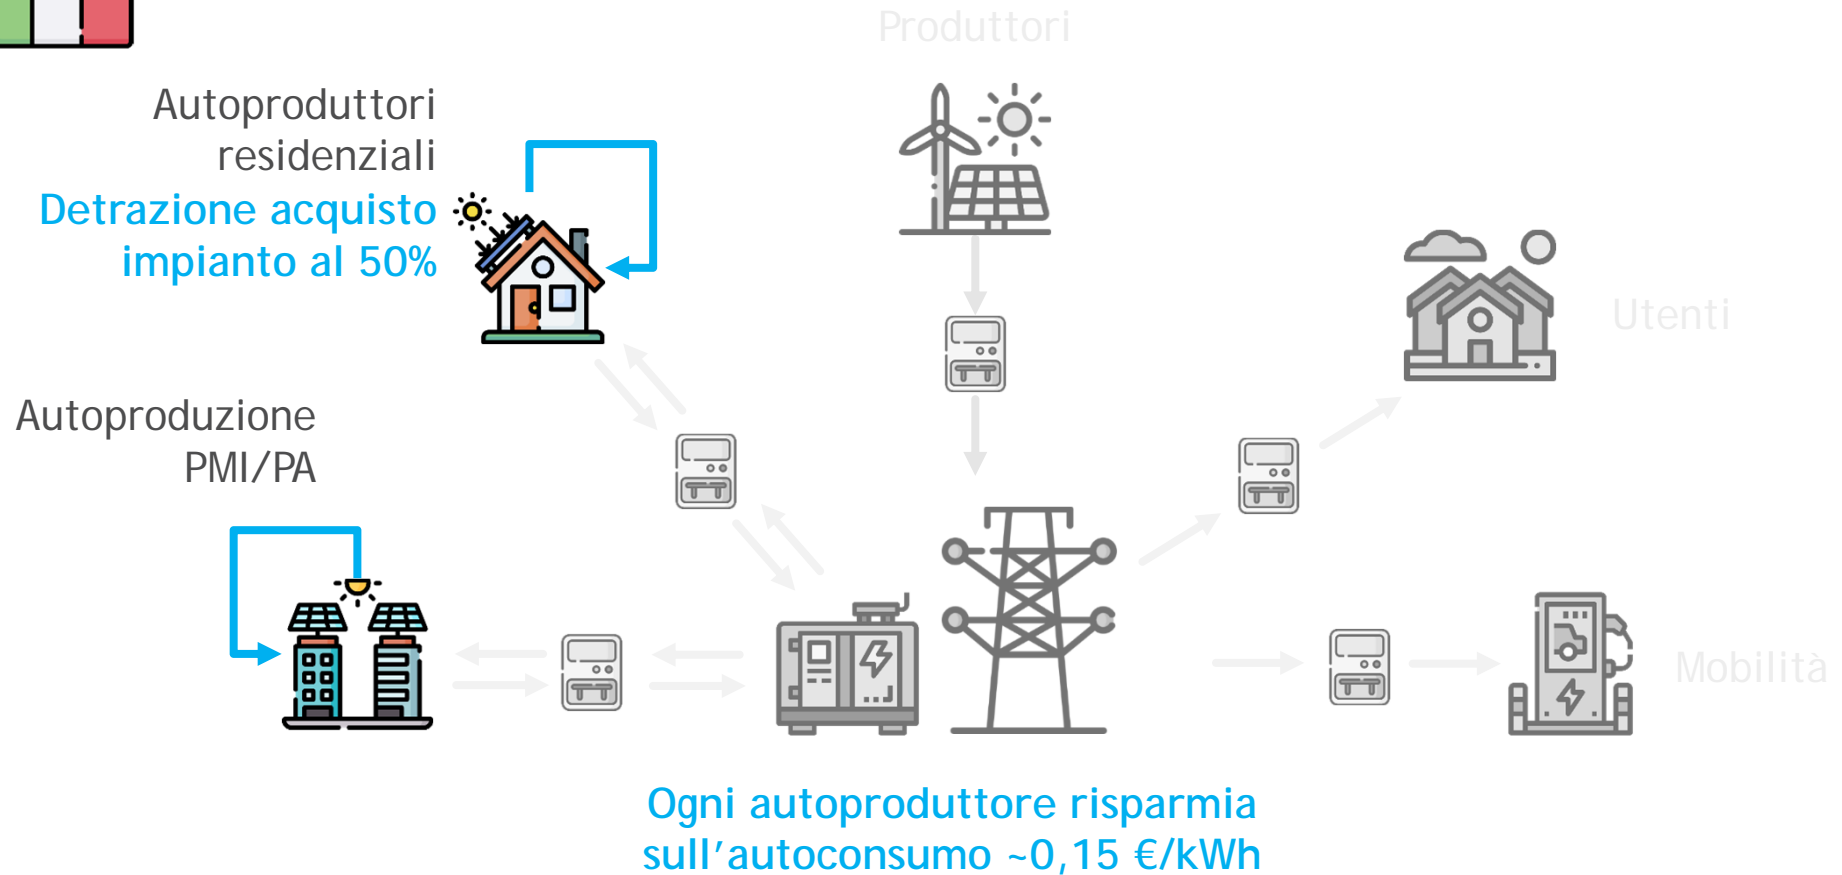 Produttori
Autoproduttori
residenziali
Detrazione acquisto
impianto al 50%
Utenti
Autoproduzione
PMI/PA
Mobilità
Ogni autoproduttore risparmia
sull'autoconsumo ~0,15 €/kWh